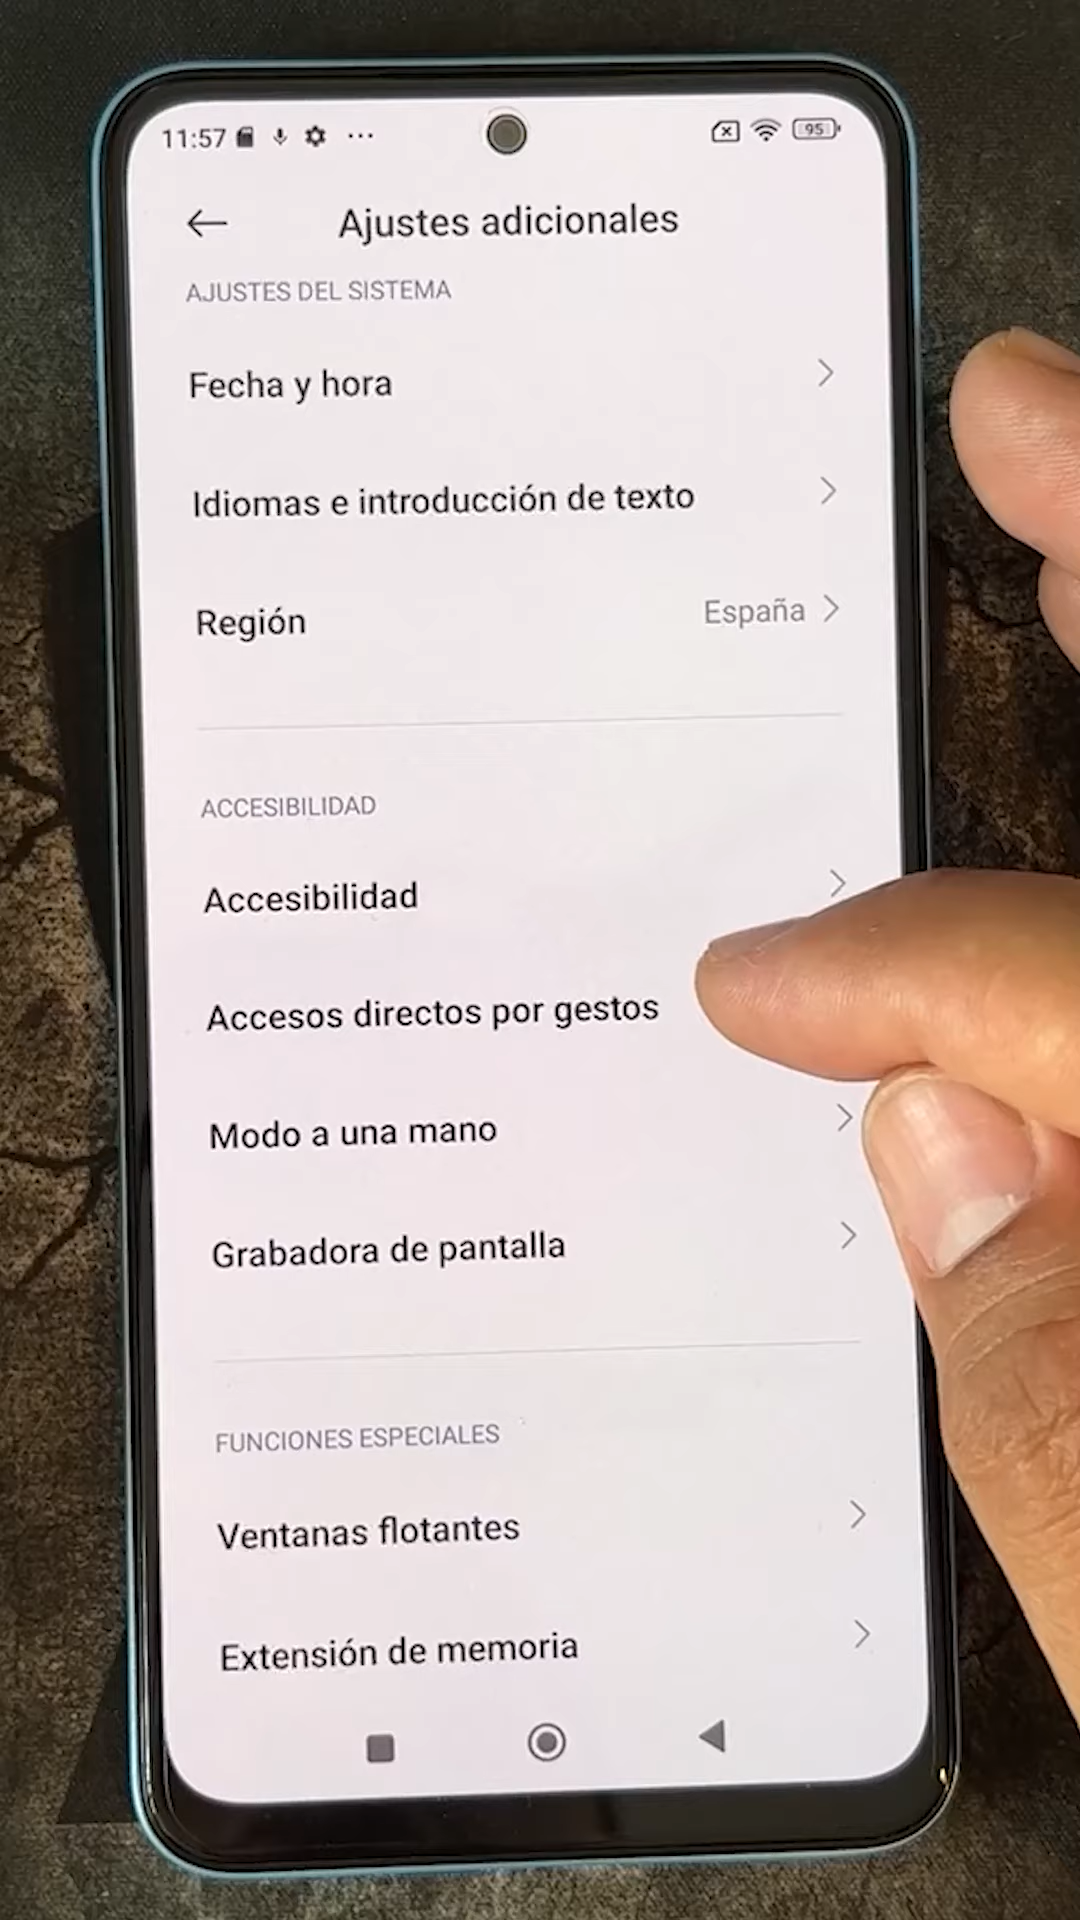 11:57
95
Ajustes adicionales
AJUSTES DEL SISTEMA
Fecha y hora
Idiomas e introducción de texto
Región
España
ACCESIBILIDAD
Accesibilidad
Accesos directos por gestos
Modo a una mano
Grabadora de pantalla
FUNCIONES ESPECIALES
Ventanas flotantes
Extensión de memoria